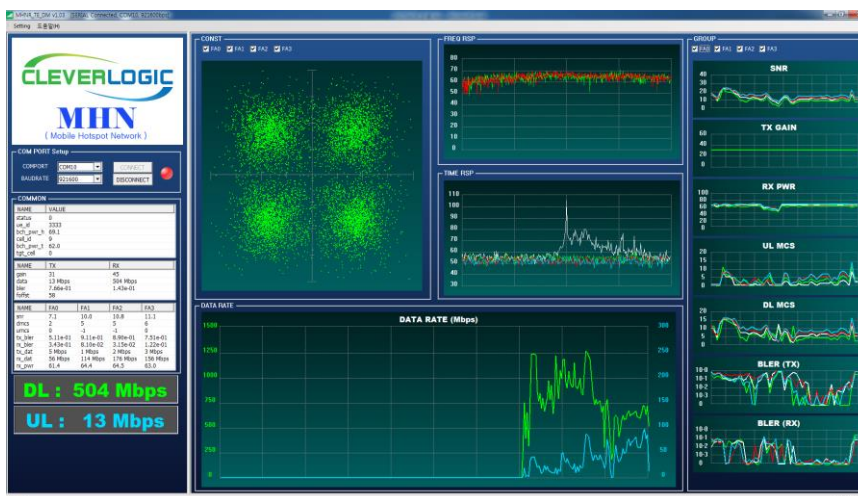 MHNR_TE_DM v1.03 [SERIAL Connected, COM10, 921600bps]
Setting 도움말(H)
CLEVERLOGIC
MHN
( Mobile Hotspot Network )
COM PORT Setup
COMPORT COM10 CONNECT
BAUDRATE 921600 DISCONNECT
COMMON
NAME VALUE
status 0
ue_id 3333
bch_pwr_h 69.1
cell_id 9
bch_pwr_t 62.0
tgt_cell 0
NAME TX RX
gain 31 45
data 13 Mbps 504 Mbps
bler 7.66e-01 1.43e-01
foffst 58
NAME FA0 FA1 FA2 FA3
snr 7.1 10.8 10.8 11.1
dmcs 2 5 5 6
umcs 0 -1 -1 0
tx_bler 5.11e-01 9.11e-01 8.90e-01 7.51e-01
rx_bler 3.43e-01 8.10e-02 3.15e-02 1.22e-01
tx_dat 5 Mbps 1 Mbps 2 Mbps 3 Mbps
rx_dat 56 Mbps 114 Mbps 176 Mbps 156 Mbps
rx_pwr 61.4 64.4 64.5 63.0
DL : 504 Mbps
UL : 13 Mbps
CONST
FA0 FA1 FA2 FA3
FREQ RSP
80
70
60
50
40
30
20
10
0
TIME RSP
110
100
90
80
70
60
50
40
30
DATA RATE
DATA RATE (Mbps)
1500 300
1250 250
1000 200
750 150
500 100
250 50
0 0
GROUP
FA0 FA1 FA2 FA3
SNR
40
30
20
10
0
TX GAIN
60
40
20
0
RX PWR
100
80
60
40
20
0
UL MCS
20
15
10
5
0
DL MCS
20
15
10
5
0
BLER (TX)
10-0
10-1
10-2
10-3
0
BLER (RX)
10-0
10-1
10-2
10-3
0